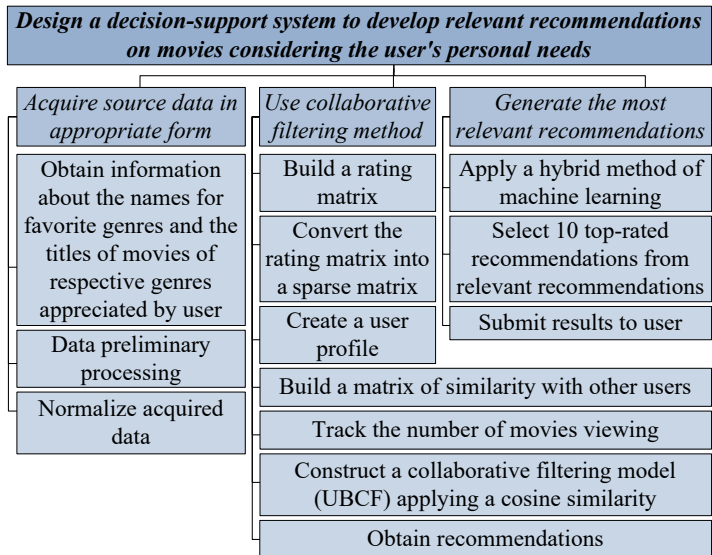 Design a decision-support system to develop relevant recommendations
on movies considering the user's personal needs
Acquire source data in
appropriate form
Obtain information
about the names for
favorite genres and the
titles of movies of
respective genres
appreciated by user
Data preliminary
processing
Normalize acquired
data
Use collaborative
filtering method
Build a rating
matrix
Convert the
rating matrix into
a sparse matrix
Create a user
profile
Build a matrix of similarity with other users
Track the number of movies viewing
Construct a collaborative filtering model
(UBCF) applying a cosine similarity
Obtain recommendations
Generate the most
relevant recommendations
Apply a hybrid method of
machine learning
Select 10 top-rated
recommendations from
relevant recommendations
Submit results to user